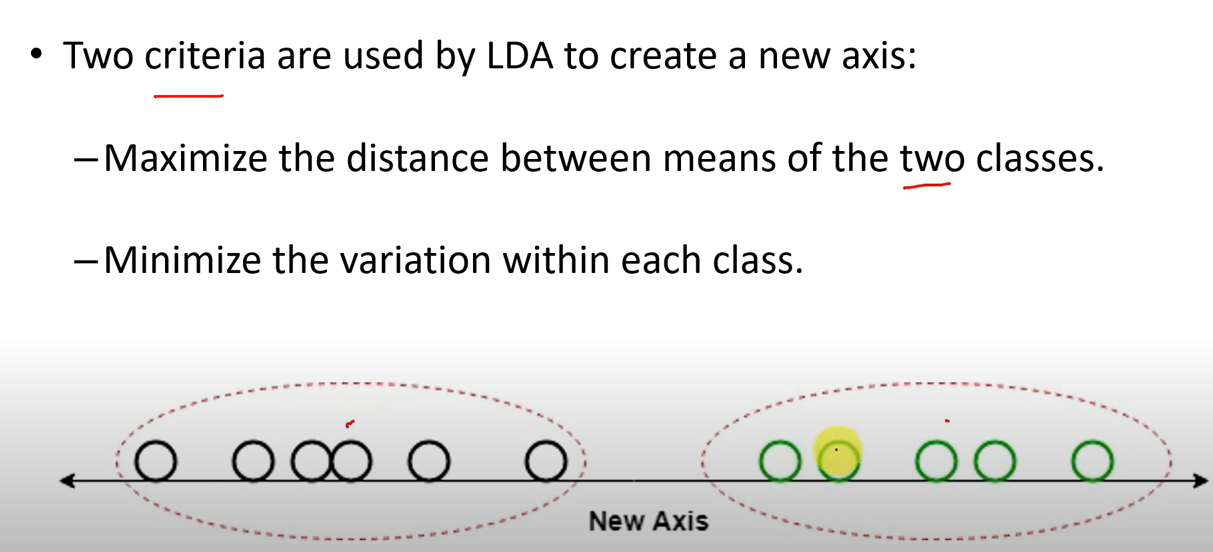 • Two criteria are used by LDA to create a new axis:
– Maximize the distance between means of the two classes.
– Minimize the variation within each class.
New Axis